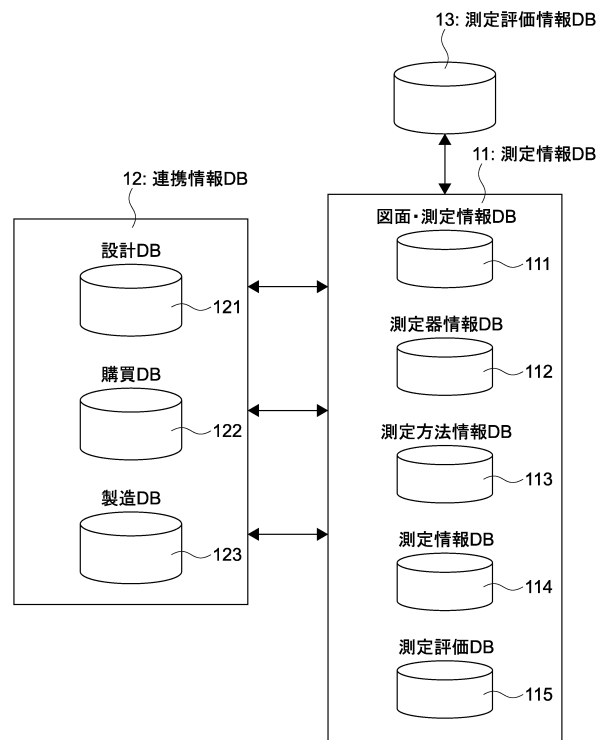 13: 測定評価情報DB
11: 測定情報DB
12: 連携情報DB
設計DB
121
購買DB
122
製造DB
123
図面・測定情報DB
111
測定器情報DB
112
測定方法情報DB
113
測定情報DB
114
測定評価DB
115